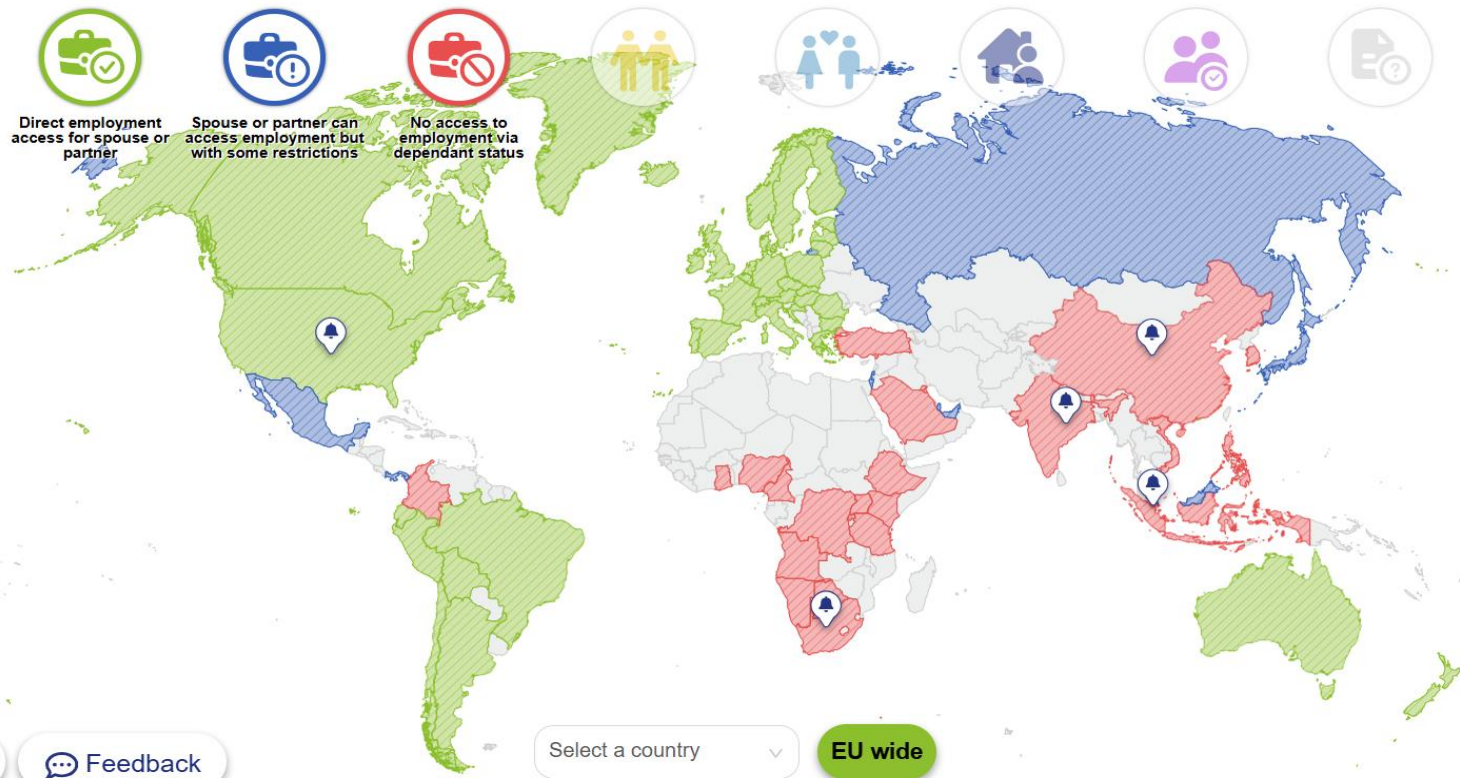 Direct employment
access for spouse or
partner
Spouse or partner can
access employment but
with some restrictions
No access to
employment via
dependant status
Feedback
Select a country
EU wide